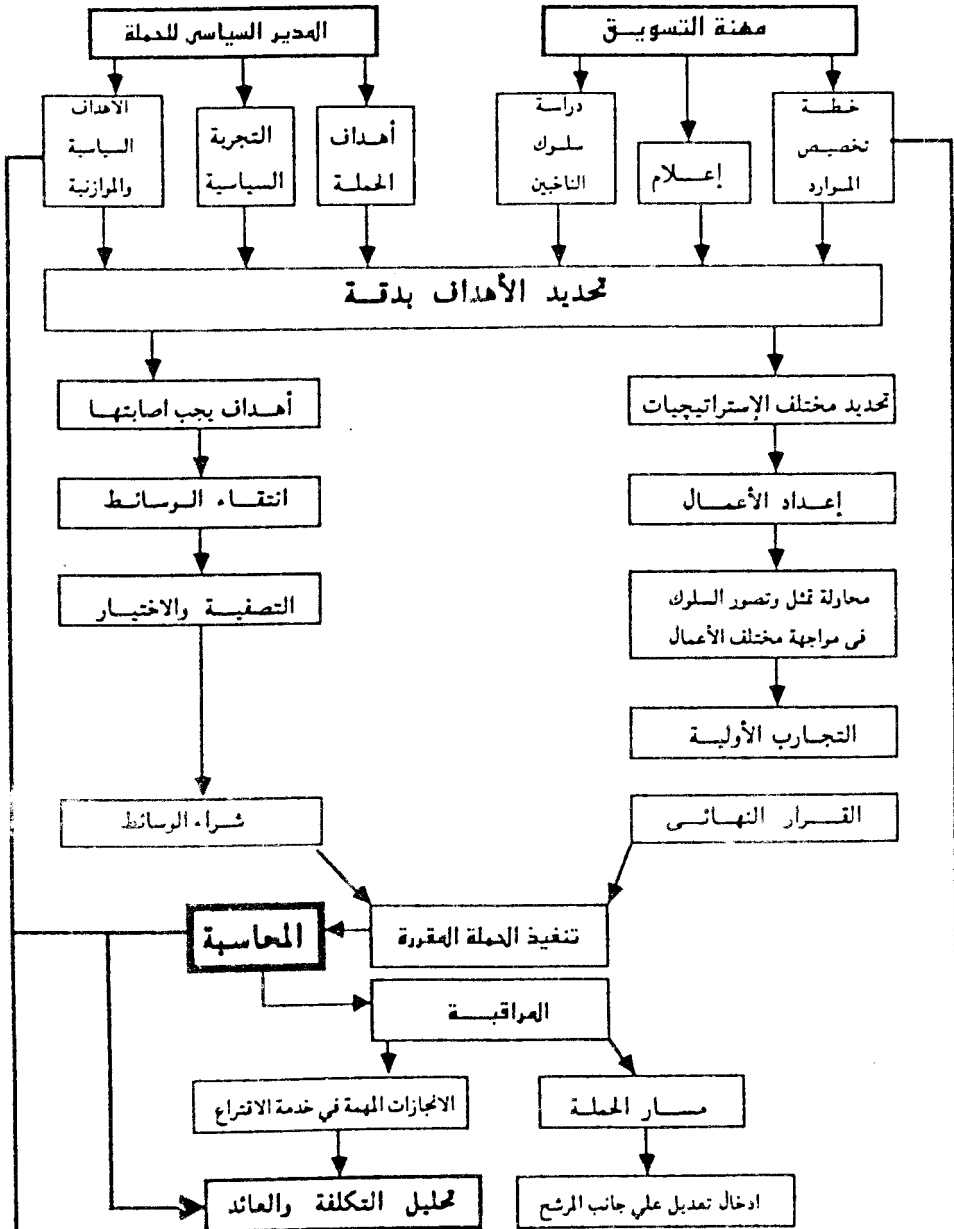 المدير السياسى للحملة
مهنة التسويق
الأهداف
السياسية
والموازنية
التجربة
السياسية
أهداف
الحملة
دراسة
سلوك
الناخبين
إعلام
خطة
تخصيص
الموارد
تحديد الأهداف بدقة
أهداف يجب اصابتها
تحديد مختلف الإستراتيجيات
انتقاء الوسائط
إعداد الأعمال
التصفية والاختيار
محاولة تمثل وتصور السلوك
فى مواجهة مختلف الأعمال
التجارب الأولية
شراء الوسائط
القرار النهائى
المحاسبة
تنفيذ الحملة المقررة
المراقبة
الانجازات المهمة في خدمة الاقتراع
مسار الحملة
تحليل التكلفة والعائد
ادخال تعديل علي جانب المرشح